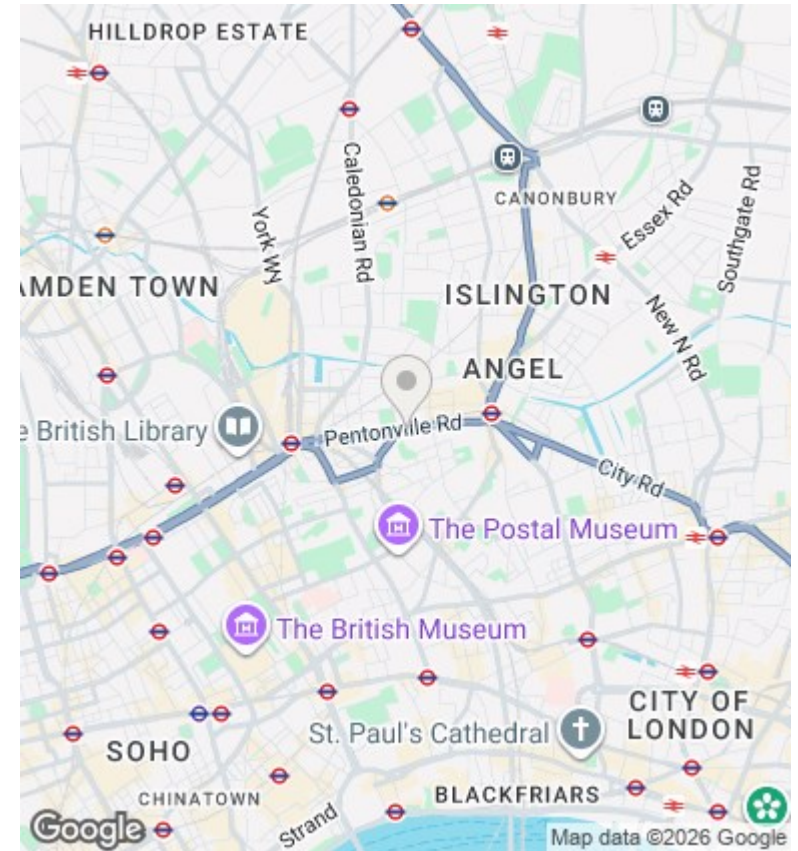 HILLDROP ESTATE
Caledonian Rd
York Wy
CANONBURY
Essex Rd
Southgate Rd
AMDEN TOWN
ISLINGTON
New N Rd
ANGEL
e British Library
Pentonville Rd
City Rd
The Postal Museum
The British Museum
CITY OF
LONDON
St. Paul's Cathedral
SOHO
CHINATOWN
BLACKFRIARS
Strand
Google
Map data ©2026 Google